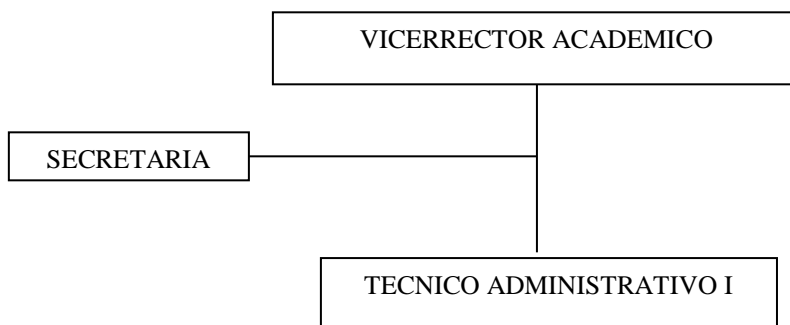 VICERRECTOR ACADEMICO
SECRETARIA
TECNICO ADMINISTRATIVO I